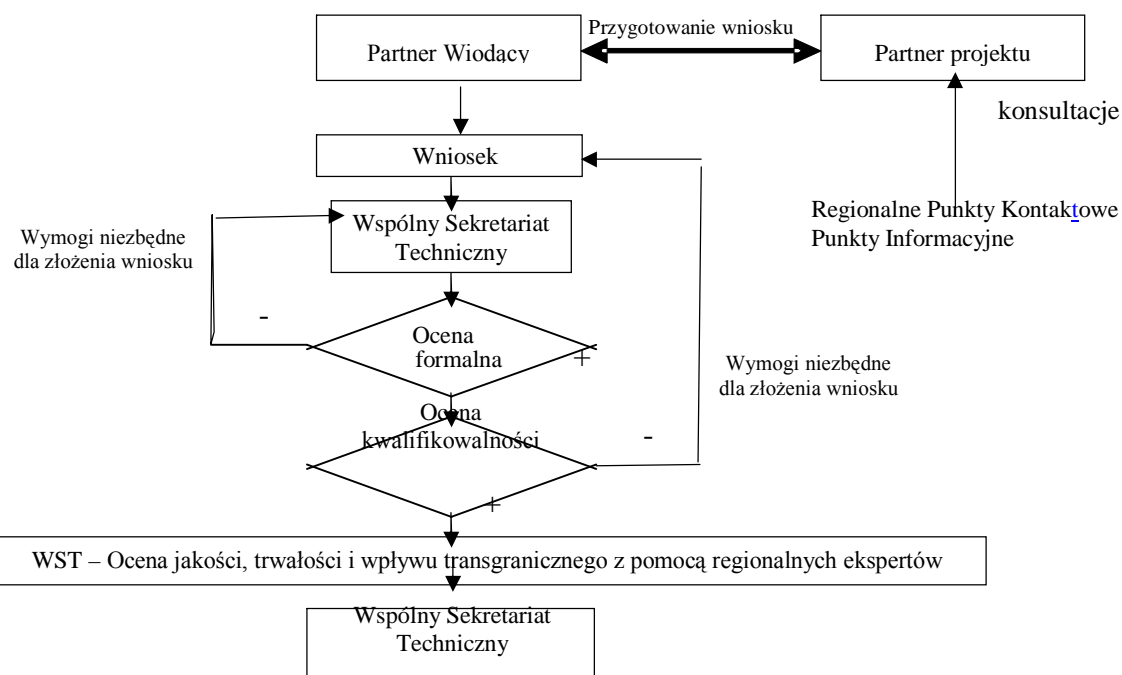 Przygotowanie wniosku
Partner Wiodący
Partner projektu
konsultacje
Wniosek
Regionalne Punkty Kontaktowe
Punkty Informacyjne
Wspólny Sekretariat
Techniczny
Wymogi niezbędne
dla złożenia wniosku
-
Ocena
formalna
+
Wymogi niezbędne
dla złożenia wniosku
Ocena
kwalifikowalności
-
+
WST – Ocena jakości, trwałości i wpływu transgranicznego z pomocą regionalnych ekspertów
Wspólny Sekretariat
Techniczny